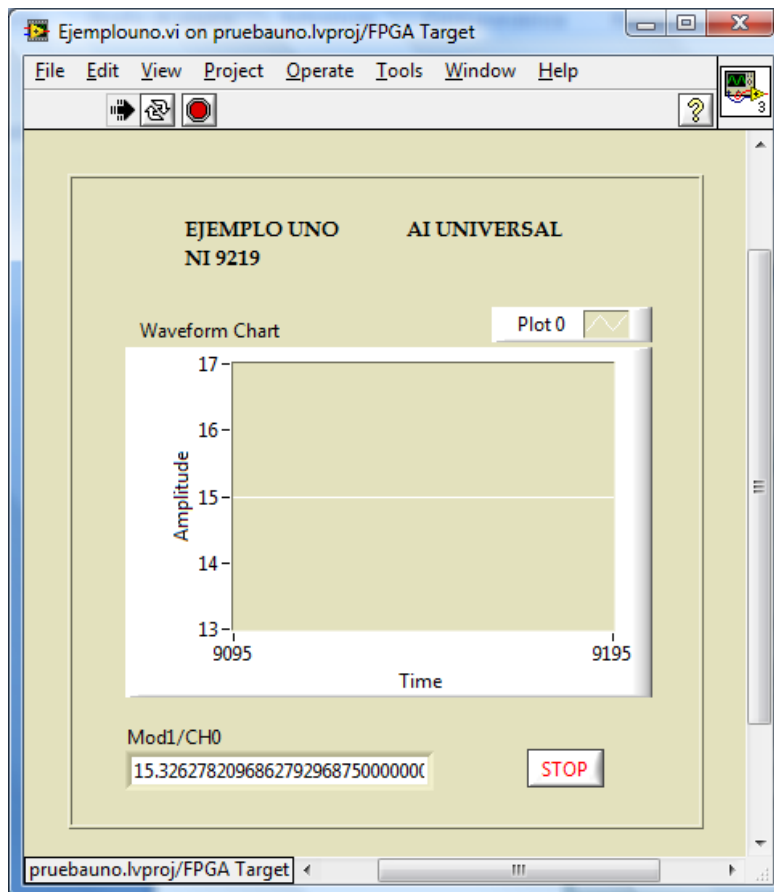 Ejemplouno.vi on pruebauno.lvproj/FPGA Target
File Edit View Project Operate Tools Window Help
3
EJEMPLO UNO AI UNIVERSAL
NI 9219
Waveform Chart Plot 0
17
16
15
14
13
Amplitude
9095 9195
Time
Mod1/CH0
15.3262782096862792968750000000
STOP
pruebauno.lvproj/FPGA Target